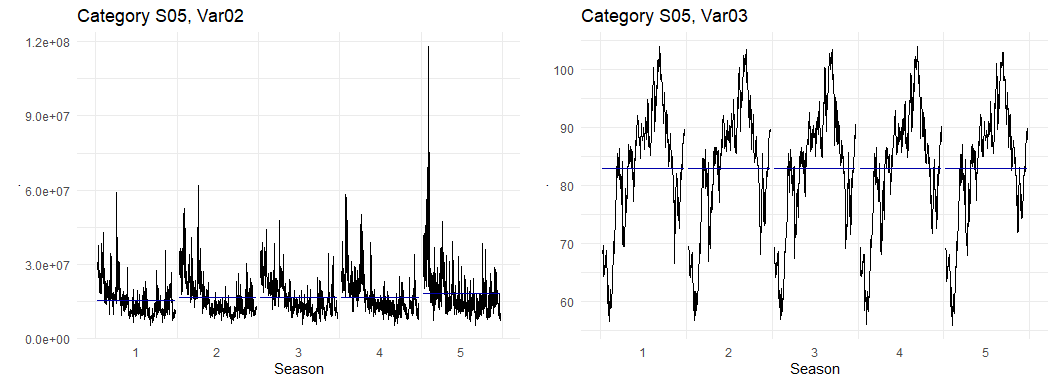 Category S05, Var02
1.2e+08
9.0e+07
6.0e+07
3.0e+07
0.0e+00
1 2 3 4 5
Season
Category S05, Var03
100
90
80
70
60
1 2 3 4 5
Season